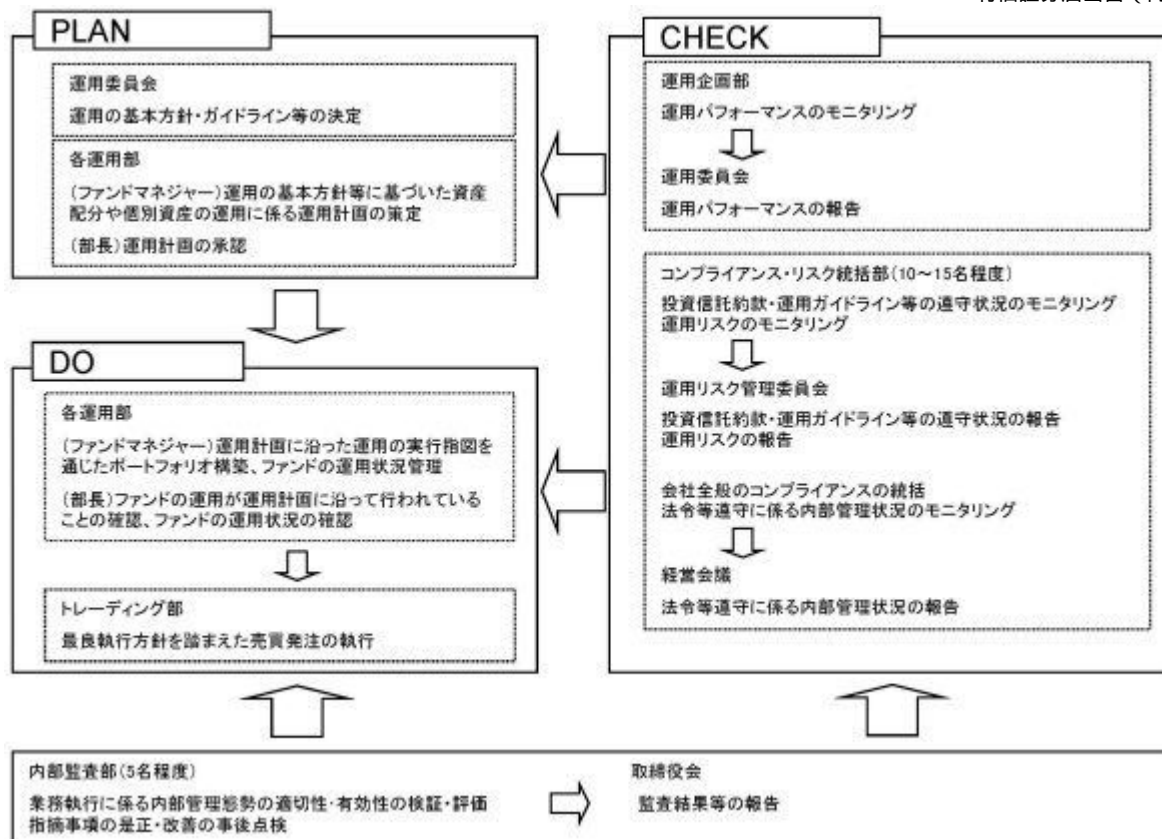 PLAN
運用委員会
運用の基本方針・ガイドライン等の決定
各運用部
(ファンドマネジャー)運用の基本方針等に基づいた資産
配分や個別資産の運用に係る運用計画の策定
(部長)運用計画の承認
DO
各運用部
(ファンドマネジャー)運用計画に沿った運用の実行指図を
通じたポートフォリオ構築、ファンドの運用状況管理
(部長)ファンドの運用が運用計画に沿って行われている
ことの確認、ファンドの運用状況の確認
トレーディング部
最良執行方針を踏まえた売買発注の執行
CHECK
運用企画部
運用パフォーマンスのモニタリング
運用委員会
運用パフォーマンスの報告
コンプライアンス・リスク統括部(10～15名程度)
投資信託約款・運用ガイドライン等の遵守状況のモニタリング
運用リスクのモニタリング
運用リスク管理委員会
投資信託約款・運用ガイドライン等の遵守状況の報告
運用リスクの報告
会社全般のコンプライアンスの統括
法令等遵守に係る内部管理状況のモニタリング
経営会議
法令等遵守に係る内部管理状況の報告
内部監査部(5名程度)
業務執行に係る内部管理態勢の適切性・有効性の検証・評価
指摘事項の是正・改善の事後点検
取締役会
監査結果等の報告